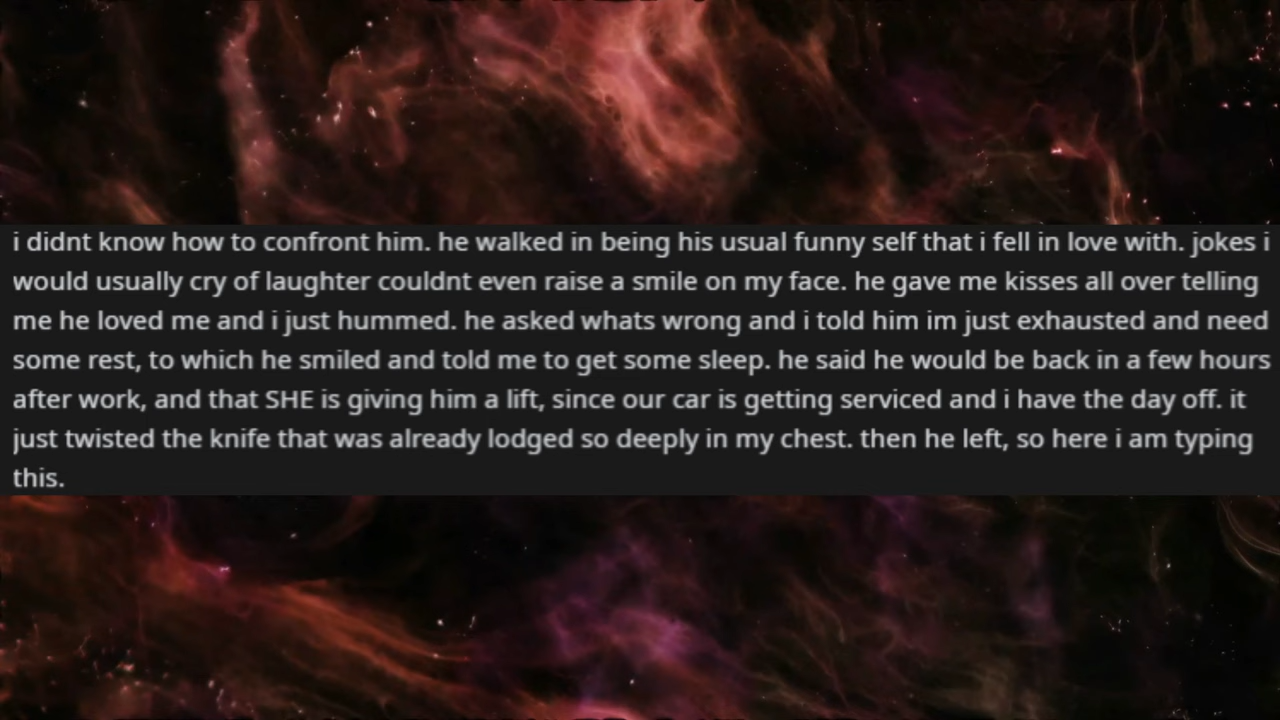 i didnt know how to confront him. he walked in being his usual funny self that i fell in love with. jokes i
would usually cry of laughter couldnt even raise a smile on my face. he gave me kisses all over telling
me he loved me and i just hummed. he asked whats wrong and i told him im just exhausted and need
some rest, to which he smiled and told me to get some sleep. he said he would be back in a few hours
after work, and that SHE is giving him a lift, since our car is getting serviced and i have the day off. it
just twisted the knife that was already lodged so deeply in my chest. then he left, so here i am typing
this.